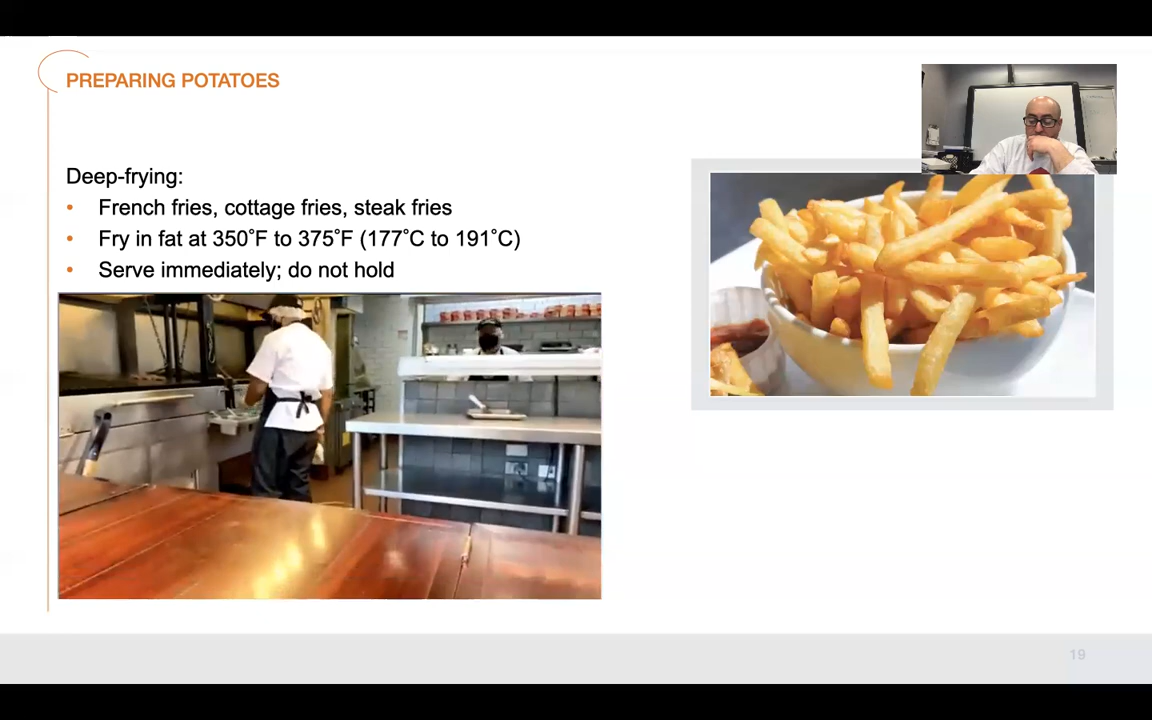 PREPARING POTATOES
Deep-frying:
• French fries, cottage fries, steak fries
• Fry in fat at 350˚F to 375˚F (177˚C to 191˚C)
• Serve immediately; do not hold
19